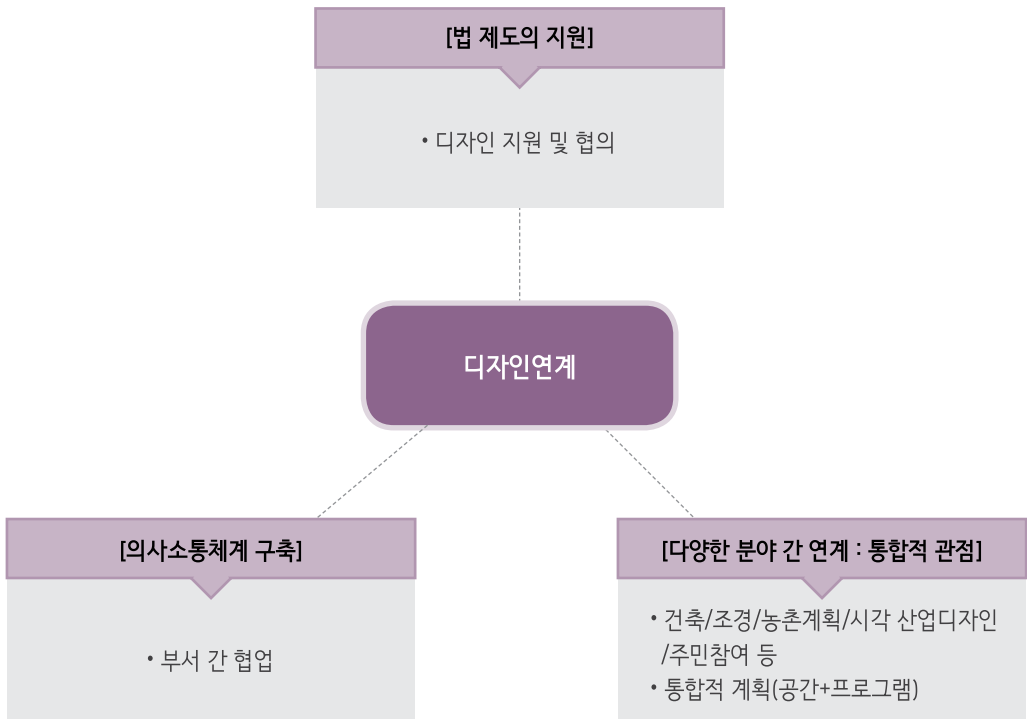 [법 제도의 지원]
• 디자인 지원 및 협의
디자인연계
[의사소통체계 구축]
• 부서 간 협업
[다양한 분야 간 연계 : 통합적 관점]
• 건축/조경/농촌계획/시각 산업디자인
/주민참여 등
• 통합적 계획(공간+프로그램)